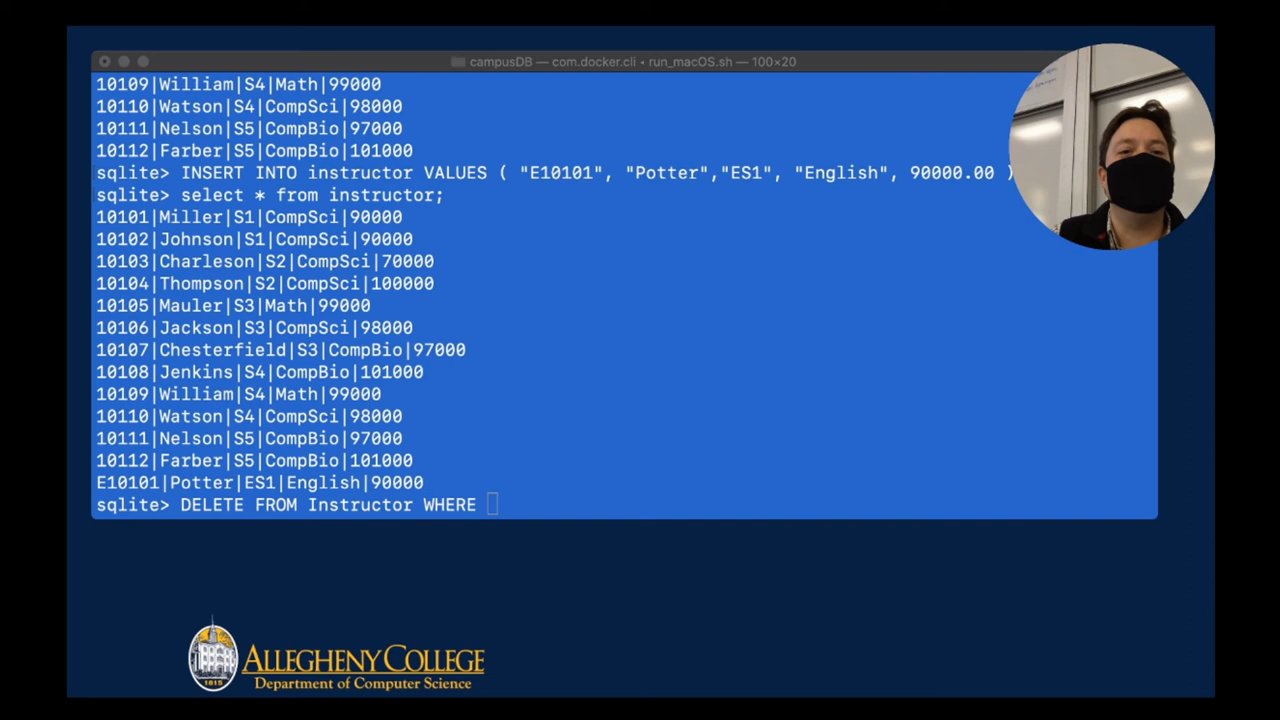 campusDB — com.docker.cli • run_macOS.sh — 100×20
10109|William|S4|Math|99000
10110|Watson|S4|CompSci|98000
10111|Nelson|S5|CompBio|97000
10112|Farber|S5|CompBio|101000
sqlite> INSERT INTO instructor VALUES ( "E10101", "Potter","ES1", "English", 90000.00 )
sqlite> select * from instructor;
10101|Miller|S1|CompSci|90000
10102|Johnson|S1|CompSci|90000
10103|Charleson|S2|CompSci|70000
10104|Thompson|S2|CompSci|100000
10105|Mauler|S3|Math|99000
10106|Jackson|S3|CompSci|98000
10107|Chesterfield|S3|CompBio|97000
10108|Jenkins|S4|CompBio|101000
10109|William|S4|Math|99000
10110|Watson|S4|CompSci|98000
10111|Nelson|S5|CompBio|97000
10112|Farber|S5|CompBio|101000
E10101|Potter|ES1|English|90000
sqlite> DELETE FROM Instructor WHERE
1815
ALLEGHENY COLLEGE
Department of Computer Science